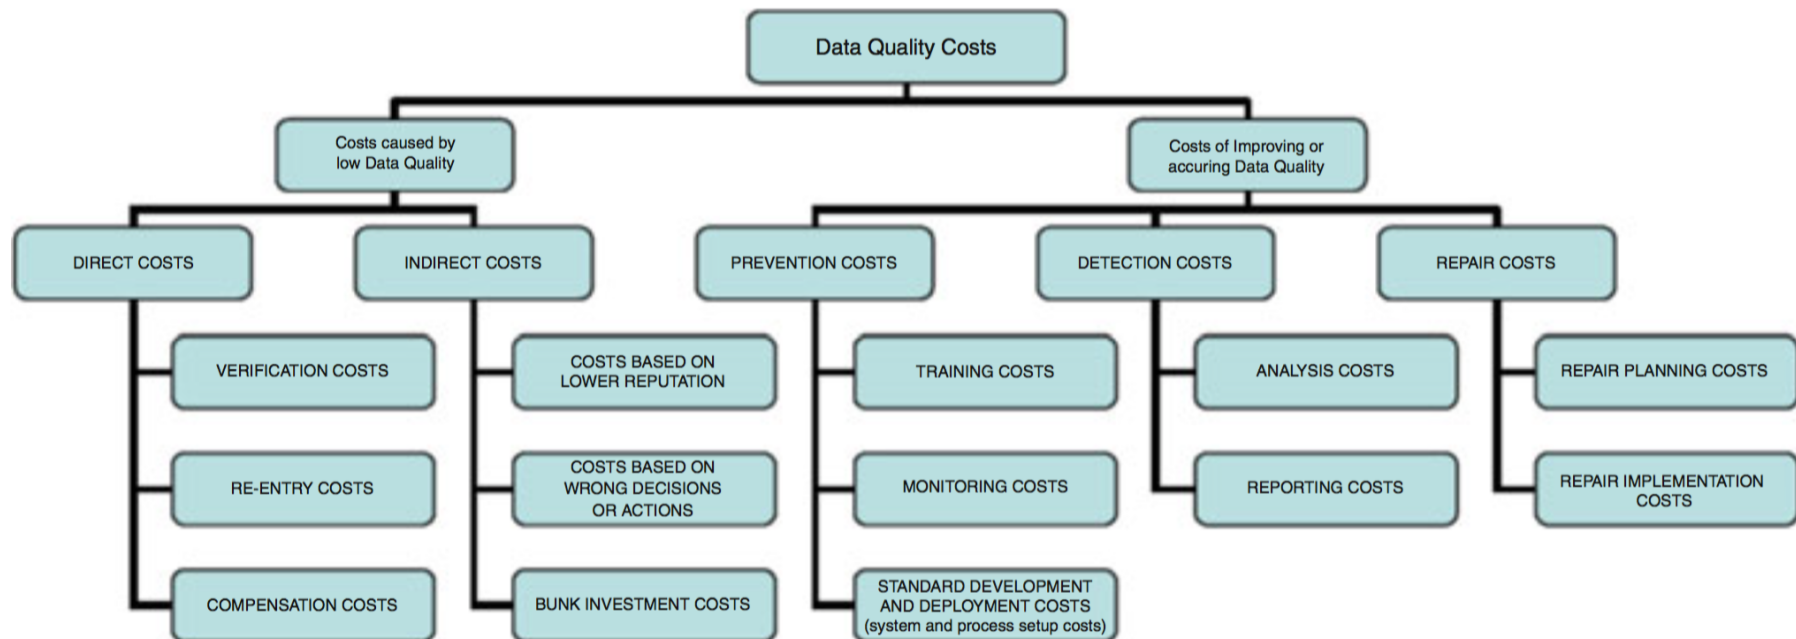 Data Quality Costs
Costs caused by
low Data Quality
Costs of Improving or
accuring Data Quality
DIRECT COSTS
INDIRECT COSTS
PREVENTION COSTS
DETECTION COSTS
REPAIR COSTS
VERIFICATION COSTS
COSTS BASED ON
LOWER REPUTATION
TRAINING COSTS
ANALYSIS COSTS
REPAIR PLANNING COSTS
RE-ENTRY COSTS
COSTS BASED ON
WRONG DECISIONS
OR ACTIONS
MONITORING COSTS
REPORTING COSTS
REPAIR IMPLEMENTATION
COSTS
COMPENSATION COSTS
BUNK INVESTMENT COSTS
STANDARD DEVELOPMENT
AND DEPLOYMENT COSTS
(system and process setup costs)